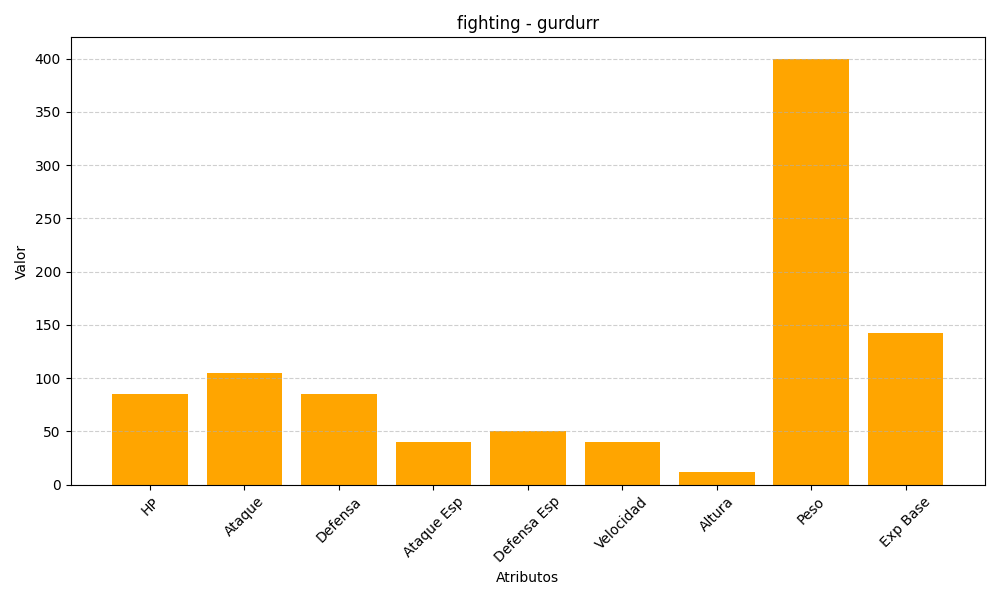 fighting - gurdurr
400
350
300
250
200
150
100
50
0
Valor
HP
Ataque
Defensa
Ataque Esp
Defensa Esp
Velocidad
Altura
Peso
Exp Base
Atributos